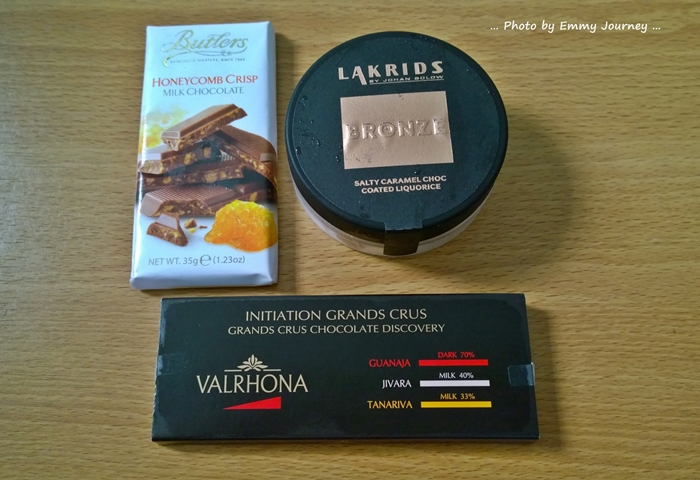 ... Photo by Emmy Journey ...
Butlers
HONEYCOMB CRISP
MILK CHOCOLATE
NET WT. 35g℮(1.23oz)
LAKRIDS
BY JOHAN BÜLOW
BRONZE
SALTY CARAMEL CHOC
COATED LIQUORICE
INITIATION GRANDS CRUS
GRANDS CRUS CHOCOLATE DISCOVERY
VALRHONA
GUANAJA DARK 70%
JIVARA MILK 40%
TANARIVA MILK 33%